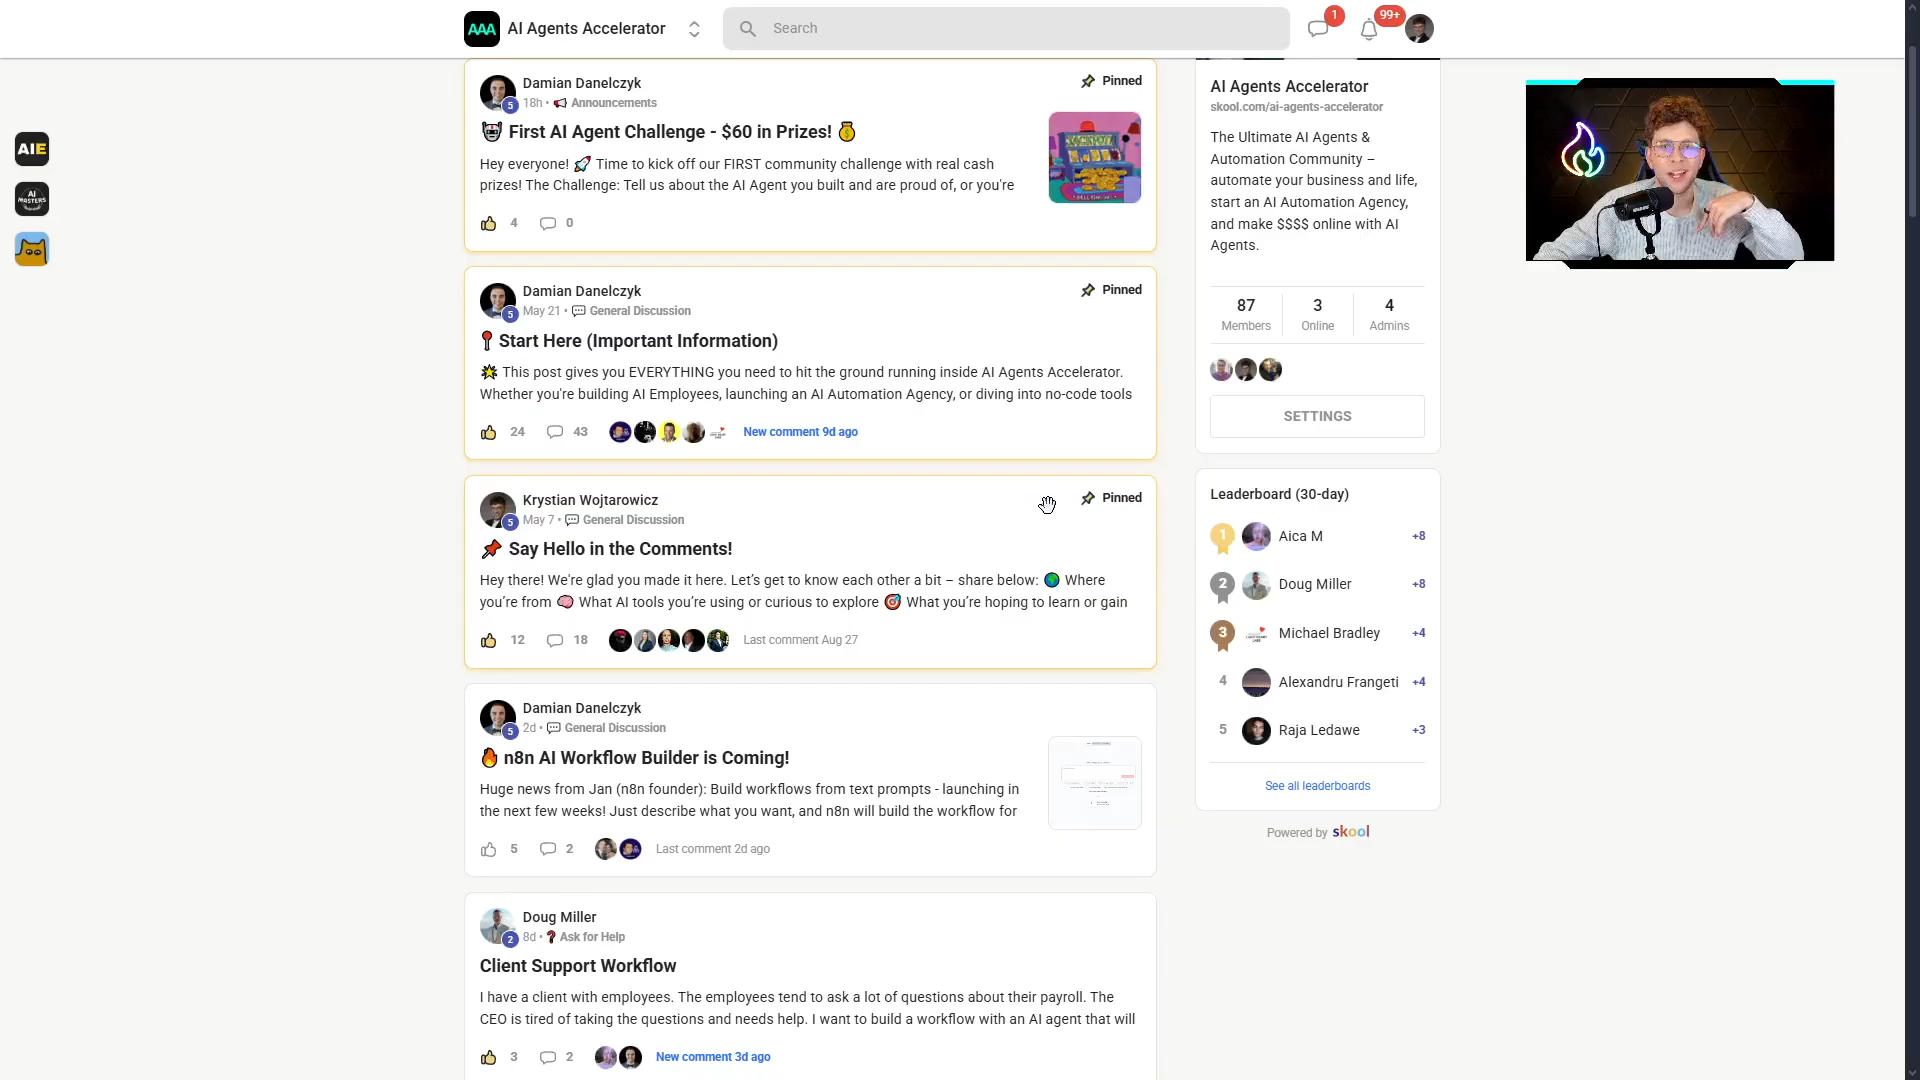 AAA AI Agents Accelerator
Search
1
99+
AIE
AI
MASTERS
Damian Danelczyk
Pinned
5 18h • Announcements
First AI Agent Challenge - $60 in Prizes!
Hey everyone! 🚀 Time to kick off our FIRST community challenge with real cash
prizes! The Challenge: Tell us about the AI Agent you built and are proud of, or you're
JACKPOT
4 0
Damian Danelczyk
Pinned
5 May 21 • General Discussion
Start Here (Important Information)
This post gives you EVERYTHING you need to hit the ground running inside AI Agents Accelerator.
Whether you're building AI Employees, launching an AI Automation Agency, or diving into no-code tools
24 43 New comment 9d ago
Krystian Wojtarowicz
Pinned
5 May 7 • General Discussion
Say Hello in the Comments!
Hey there! We're glad you made it here. Let’s get to know each other a bit – share below: 🌍 Where
you’re from 🧠 What AI tools you’re using or curious to explore 🎯 What you’re hoping to learn or gain
12 18 Last comment Aug 27
Damian Danelczyk
5 2d • General Discussion
n8n AI Workflow Builder is Coming!
Huge news from Jan (n8n founder): Build workflows from text prompts - launching in
the next few weeks! Just describe what you want, and n8n will build the workflow for
5 2 Last comment 2d ago
Doug Miller
2 8d • ❓ Ask for Help
Client Support Workflow
I have a client with employees. The employees tend to ask a lot of questions about their payroll. The
CEO is tired of taking the questions and needs help. I want to build a workflow with an AI agent that will
3 2 New comment 3d ago
AI Agents Accelerator
skool.com/ai-agents-accelerator
The Ultimate AI Agents &
Automation Community –
automate your business and life,
start an AI Automation Agency,
and make $$$$ online with AI
Agents.
87 3 4
Members Online Admins
SETTINGS
Leaderboard (30-day)
1 Aica M +8
2 Doug Miller +8
3 Michael Bradley +4
4 Alexandru Frangeti +4
5 Raja Ledawe +3
See all leaderboards
Powered by skool